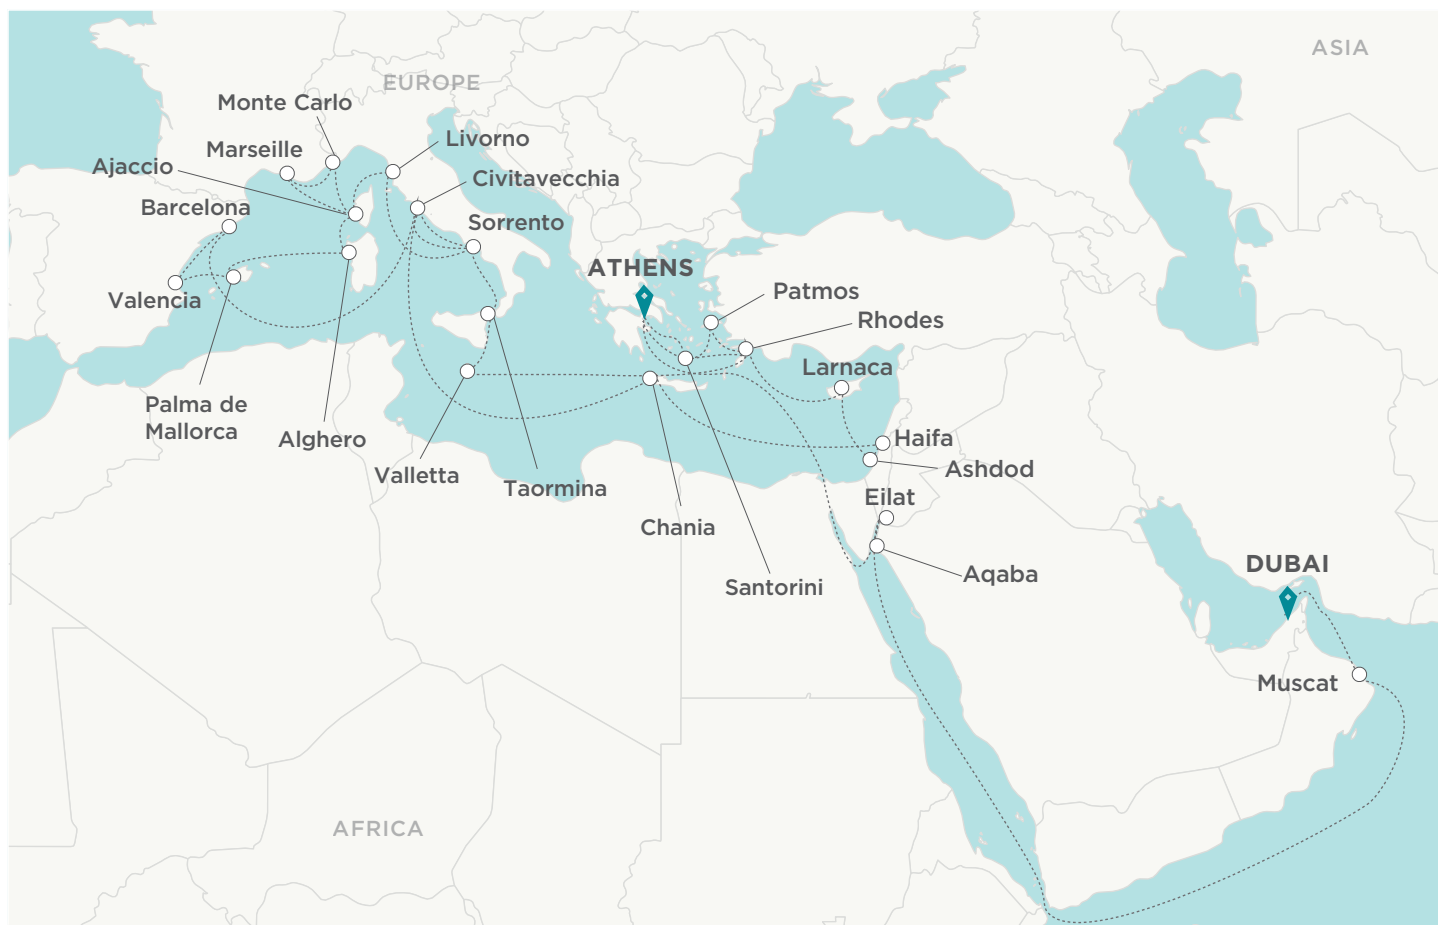 ASIA
EUROPE
Monte Carlo
Livorno
Marseille
Ajaccio
Civitavecchia
Barcelona
Sorrento
ATHENS
Patmos
Valencia
Rhodes
Larnaca
Palma de
Mallorca
Alghero
Haifa
Valletta
Ashdod
Taormina
Eilat
Chania
DUBAI
Aqaba
Santorini
Muscat
AFRICA